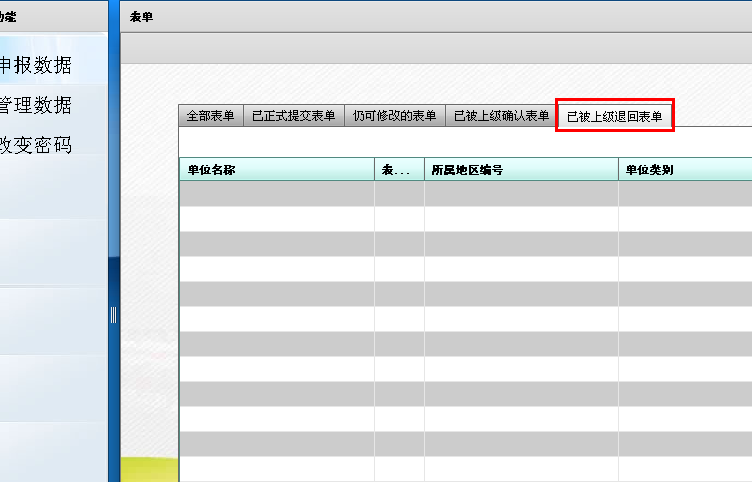 功能
申报数据
管理数据
改变密码
表单
全部表单 已正式提交表单 仍可修改的表单 已被上级确认表单 已被上级退回表单
单位名称 表... 所属地区编号 单位类别